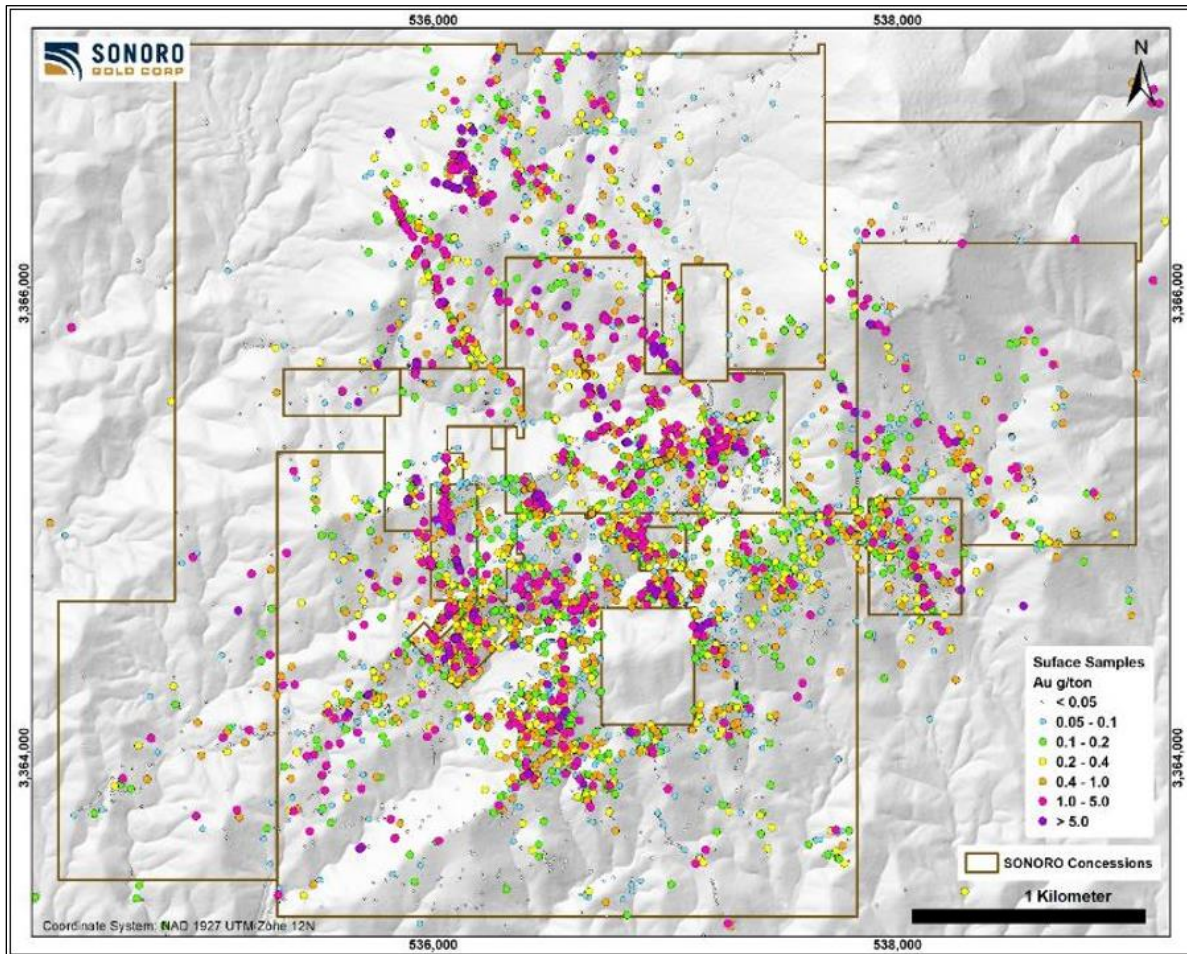 536,000
538,000
SONORO
GOLD CORP
N
3,366,000
3,366,000
Suface Samples
Au g/ton
< 0.05
0.05 - 0.1
0.1 - 0.2
0.2 - 0.4
0.4 - 1.0
1.0 - 5.0
> 5.0
3,364,000
3,364,000
SONORO Concessions
1 Kilometer
Coordinate System: NAD 1927 UTM Zone 12N
536,000
538,000